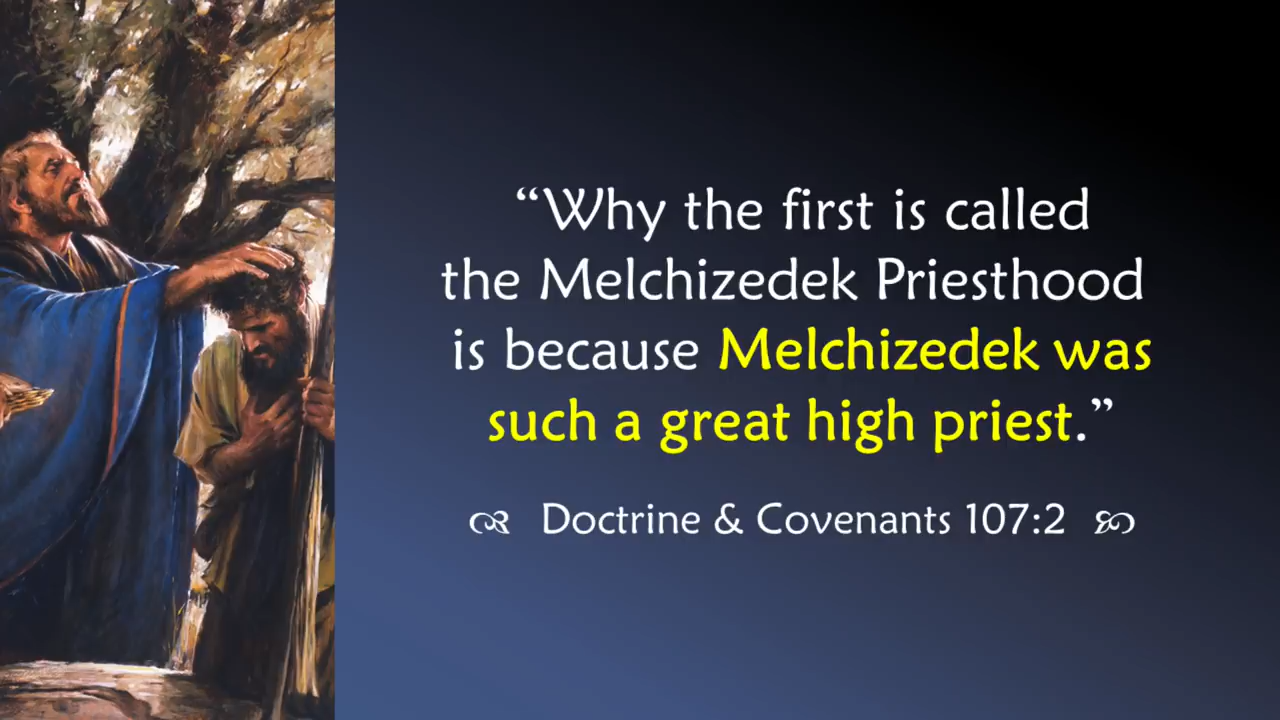 “Why the first is called
the Melchizedek Priesthood
is because Melchizedek was
such a great high priest.”
Doctrine & Covenants 107:2